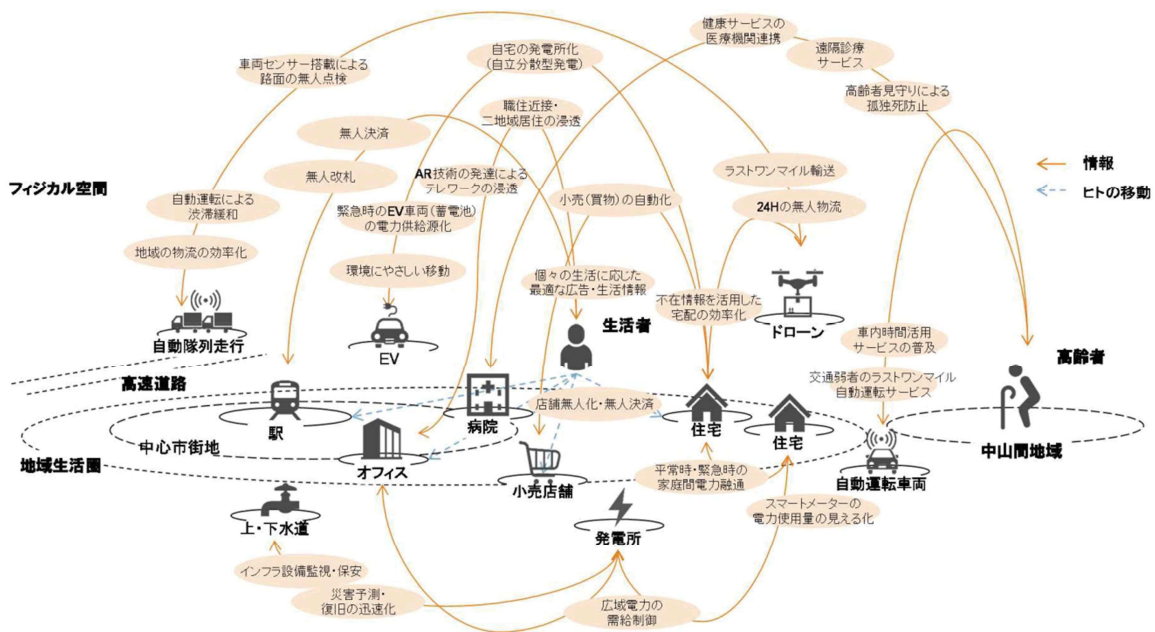 健康サービスの
医療機関連携
車両センサー搭載による
路面の無人点検
自宅の発電所化
(自立分散型発電)
遠隔診療
サービス
高齢者見守りによる
孤独死防止
職住近接・
二地域居住の浸透
無人決済
無人改札
AR技術の発達による
テレワークの浸透
ラストワンマイル輸送
情報
ヒトの移動
フィジカル空間
自動運転による
渋滞緩和
緊急時のEV車両(蓄電池)
の電力供給源化
小売(買物)の自動化
24Hの無人物流
地域の物流の効率化
環境にやさしい移動
個々の生活に応じた
最適な広告・生活情報
不在情報を活用した
宅配の効率化
自動隊列走行
EV
生活者
ドローン
車内時間活用
サービスの普及
高齢者
交通弱者のラストワンマイル
自動運転サービス
高速道路
駅
病院
店舗無人化・無人決済
住宅
住宅
中心市街地
地域生活圏
オフィス
小売店舗
平常時・緊急時の
家庭間電力融通
自動運転車両
中山間地域
スマートメーターの
電力使用量の見える化
上・下水道
発電所
インフラ設備監視・保安
災害予測・
復旧の迅速化
広域電力の
需給制御